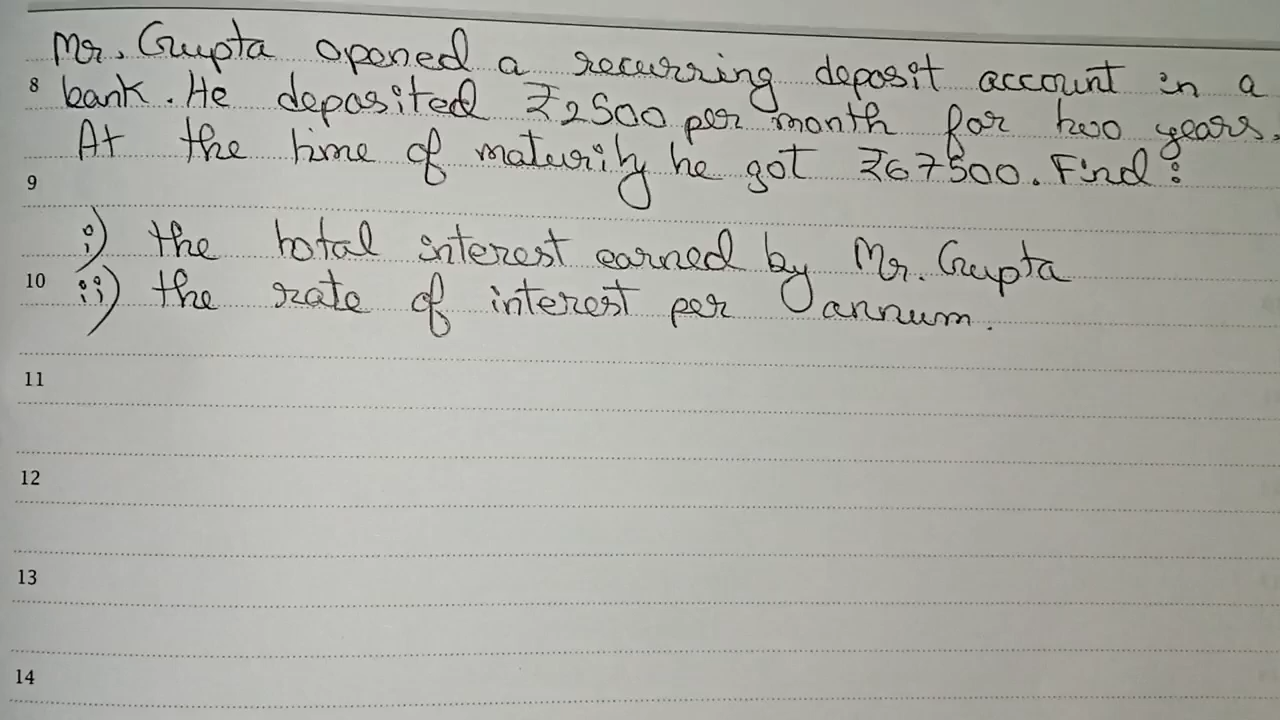 Mr. Gupta opened a recurring deposit account in a
8 bank. He deposited ₹2500 per month for two years.
At the time of maturity he got ₹67500. Find:
9
i) the total interest earned by Mr. Gupta
10 ii) the rate of interest per annum.
11
12
13
14